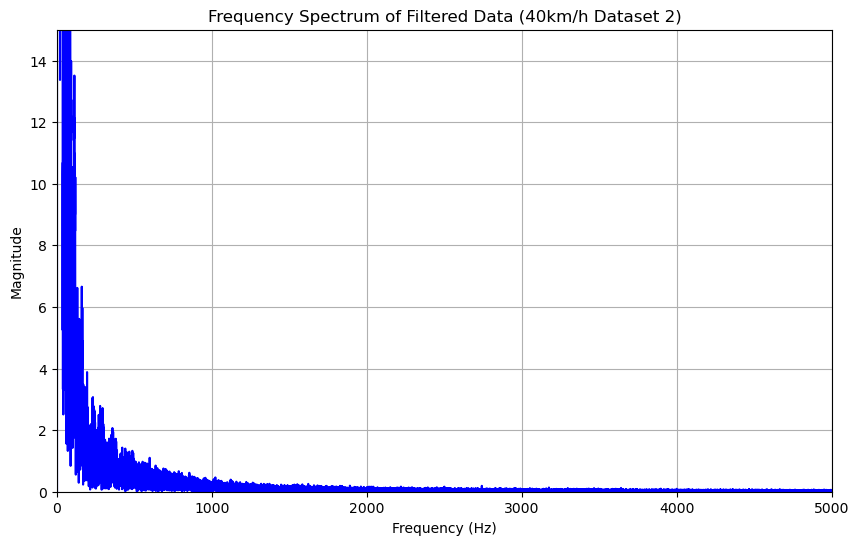 Frequency Spectrum of Filtered Data (40km/h Dataset 2)
Magnitude
14
12
10
8
6
4
2
0
0 1000 2000 3000 4000 5000
Frequency (Hz)